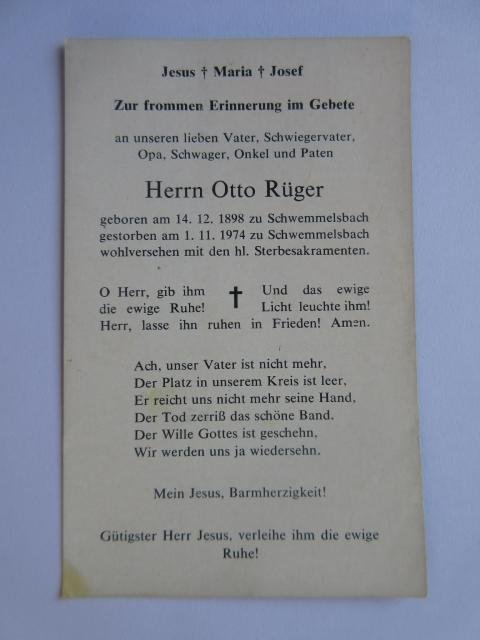 Jesus † Maria † Josef
Zur frommen Erinnerung im Gebete
an unseren lieben Vater, Schwiegervater,
Opa, Schwager, Onkel und Paten
Herrn Otto Rüger
geboren am 14. 12. 1898 zu Schwemmelsbach
gestorben am 1. 11. 1974 zu Schwemmelsbach
wohlversehen mit den hl. Sterbesakramenten.
O Herr, gib ihm † Und das ewige
die ewige Ruhe! Licht leuchte ihm!
Herr, lasse ihn ruhen in Frieden! Amen.
Ach, unser Vater ist nicht mehr,
Der Platz in unserem Kreis ist leer,
Er reicht uns nicht mehr seine Hand,
Der Tod zerriß das schöne Band.
Der Wille Gottes ist geschehn,
Wir werden uns ja wiedersehn.
Mein Jesus, Barmherzigkeit!
Gütigster Herr Jesus, verleihe ihm die ewige
Ruhe!